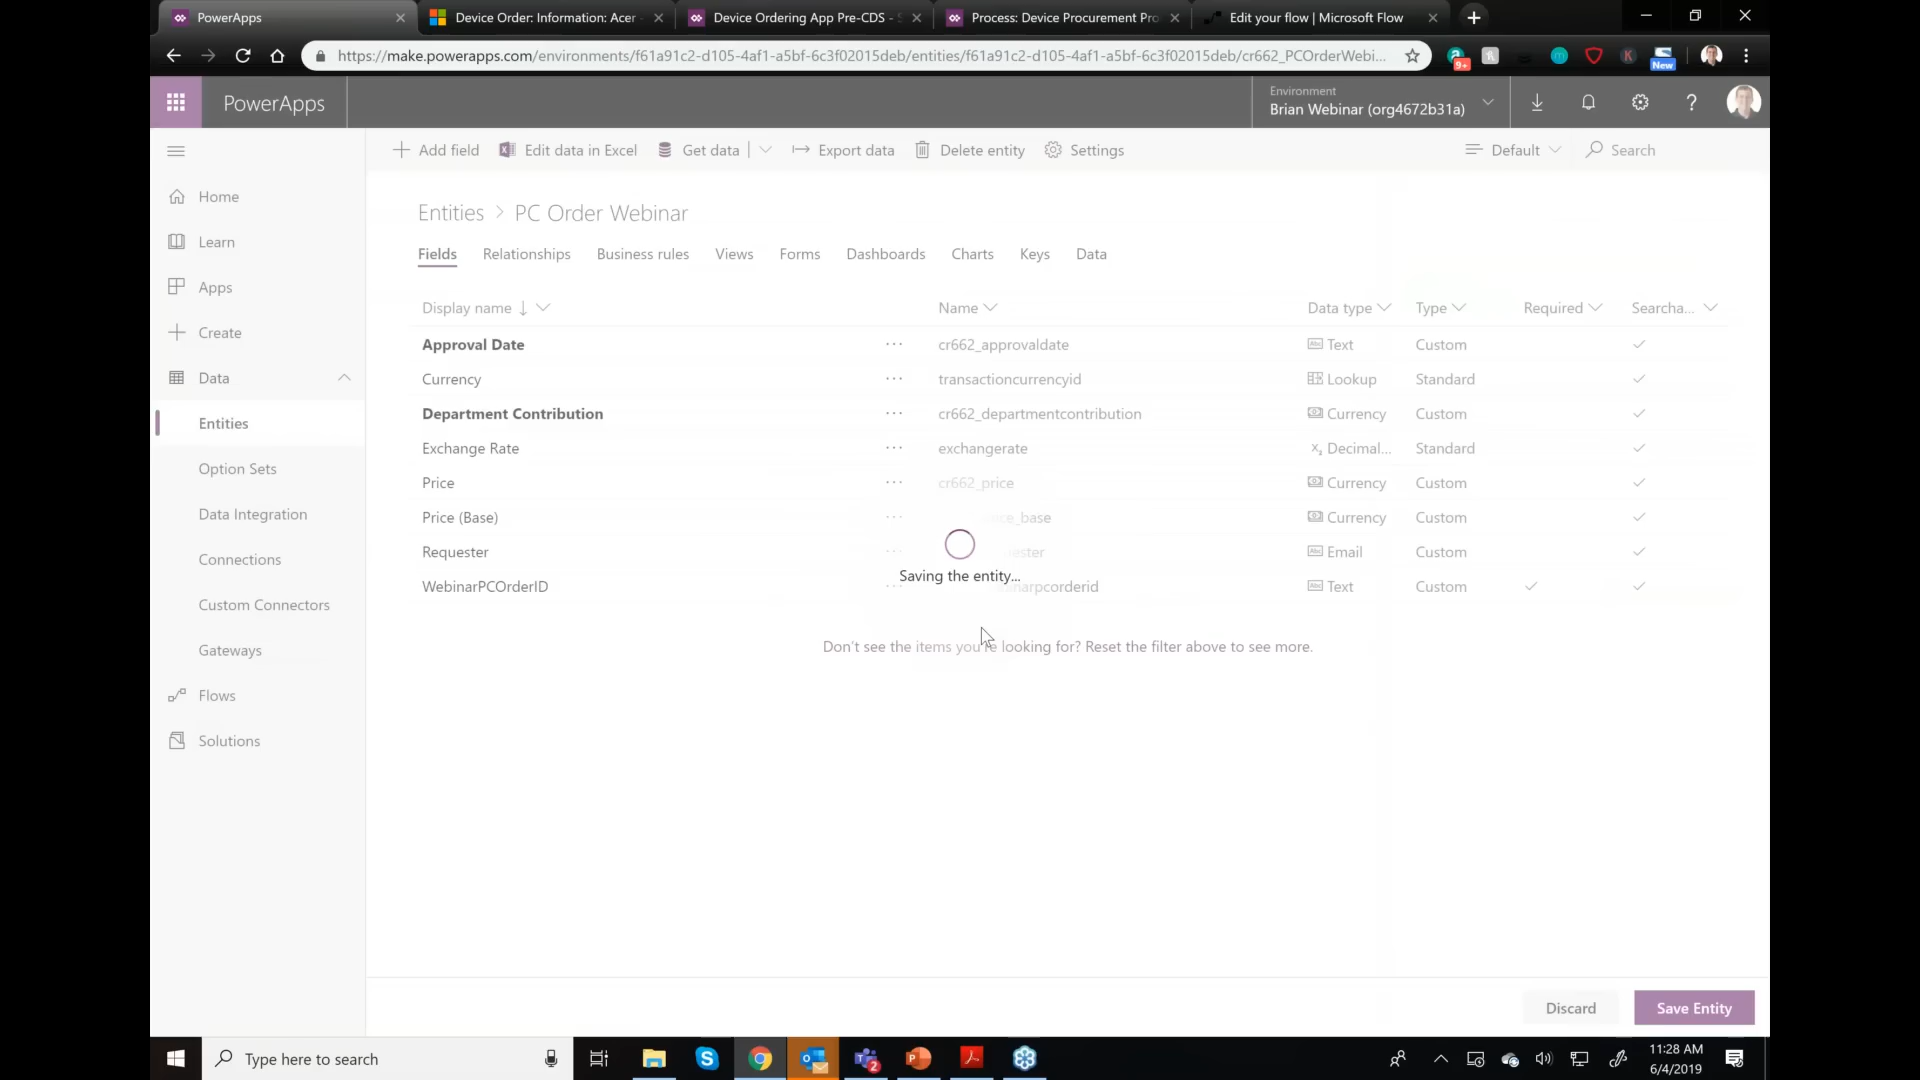 PowerApps
Device Order: Information: Acer
Device Ordering App Pre-CDS - S
Process: Device Procurement Pro
Edit your flow | Microsoft Flow
https://make.powerapps.com/environments/f61a91c2-d105-4af1-a5bf-6c3f02015deb/entities/f61a91c2-d105-4af1-a5bf-6c3f02015deb/cr662_PCOrderWebi...
9+
New
PowerApps
Environment
Brian Webinar (org4672b31a)
Add field
Edit data in Excel
Get data
Export data
Delete entity
Settings
Default
Search
Home
Learn
Apps
Create
Data
Entities
Option Sets
Data Integration
Connections
Custom Connectors
Gateways
Flows
Solutions
Entities > PC Order Webinar
Fields Relationships Business rules Views Forms Dashboards Charts Keys Data
Display name Name Data type Type Required Searcha...
Approval Date ... cr662_approvaldate Text Custom
Currency ... transactioncurrencyid Lookup Standard
Department Contribution ... cr662_departmentcontribution Currency Custom
Exchange Rate ... exchangerate Decimal... Standard
Price ... cr662_price Currency Custom
Price (Base) ... ce_base Currency Custom
Requester ... ester Email Custom
WebinarPCOrderID ... inarpcorderid Text Custom
Saving the entity...
Don't see the items you're looking for? Reset the filter above to see more.
Discard
Save Entity
Type here to search
2
11:28 AM
6/4/2019